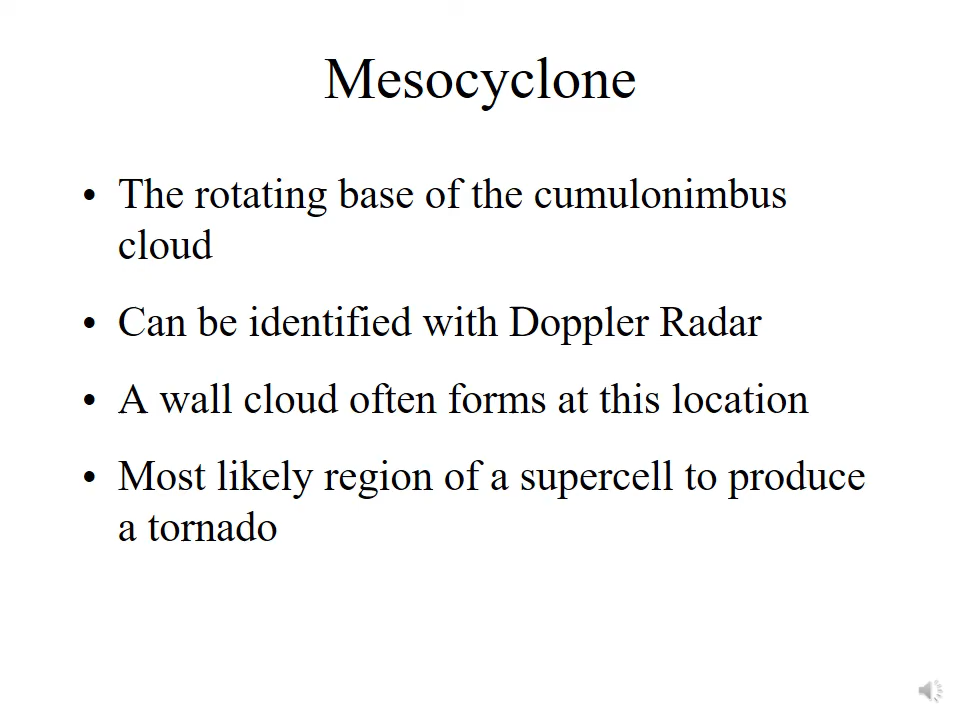 Mesocyclone
• The rotating base of the cumulonimbus
cloud
• Can be identified with Doppler Radar
• A wall cloud often forms at this location
• Most likely region of a supercell to produce
a tornado